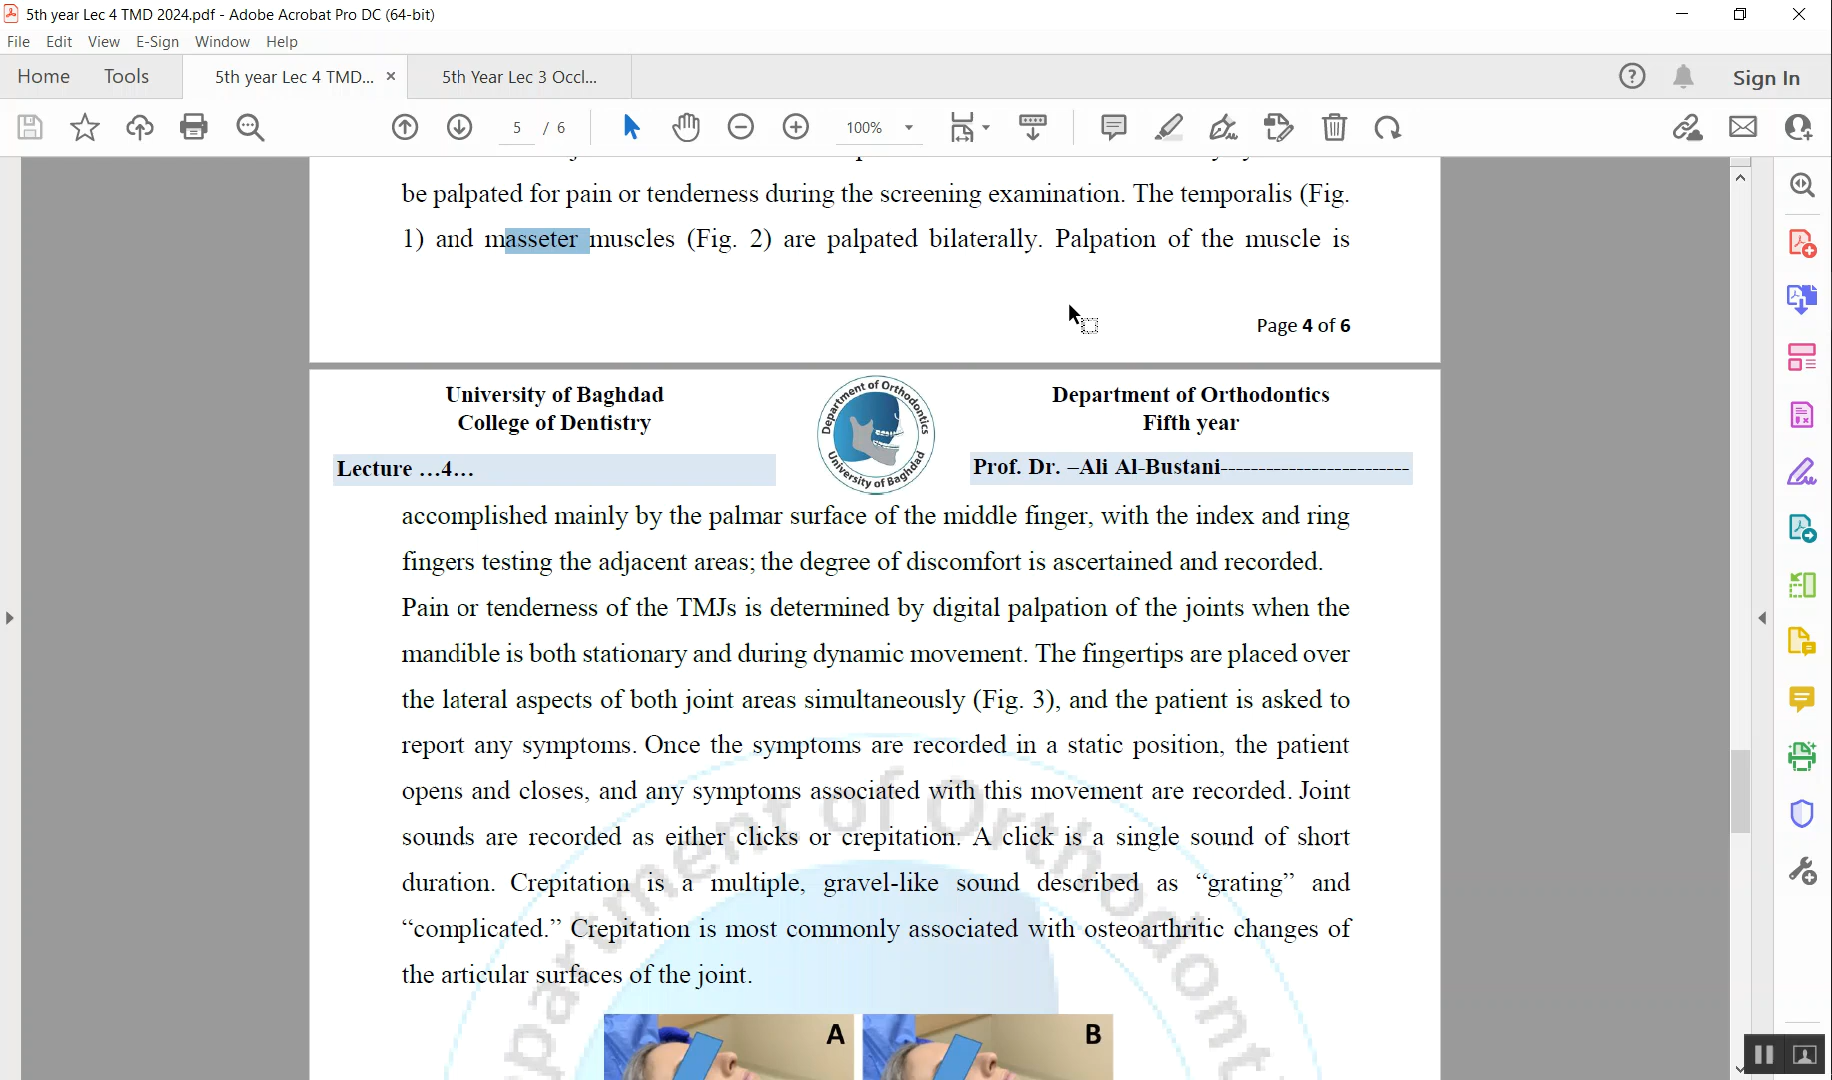 5th year Lec 4 TMD 2024.pdf - Adobe Acrobat Pro DC (64-bit)
File Edit View E-Sign Window Help
Home Tools 5th year Lec 4 TMD... × 5th Year Lec 3 Occl... Sign In
5 / 6 100%
be palpated for pain or tenderness during the screening examination. The temporalis (Fig.
1) and masseter muscles (Fig. 2) are palpated bilaterally. Palpation of the muscle is
Page 4 of 6
University of Baghdad
College of Dentistry
Department of Orthodontics
University of Baghdad
Department of Orthodontics
Fifth year
Lecture …4…
Prof. Dr. –Ali Al-Bustani-------------------------
accomplished mainly by the palmar surface of the middle finger, with the index and ring
fingers testing the adjacent areas; the degree of discomfort is ascertained and recorded.
Pain or tenderness of the TMJs is determined by digital palpation of the joints when the
mandible is both stationary and during dynamic movement. The fingertips are placed over
the lateral aspects of both joint areas simultaneously (Fig. 3), and the patient is asked to
report any symptoms. Once the symptoms are recorded in a static position, the patient
opens and closes, and any symptoms associated with this movement are recorded. Joint
sounds are recorded as either clicks or crepitation. A click is a single sound of short
duration. Crepitation is a multiple, gravel-like sound described as “grating” and
“complicated.” Crepitation is most commonly associated with osteoarthritic changes of
the articular surfaces of the joint.
A B